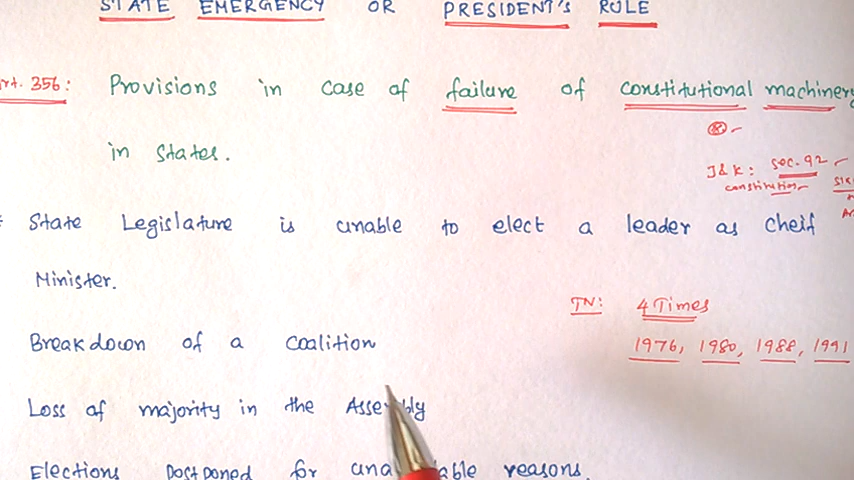 STATE EMERGENCY OR PRESIDENT'S RULE
Art. 356: Provisions in case of failure of constitutional machinery
in states.
J&K: Sec. 92
constitution
State Legislature is unable to elect a leader as Cheif
Minister.
TN: 4 Times
1976, 1980, 1988, 1991
Breakdown of a Coalition
Loss of majority in the Assembly
Elections postponed for reasons.